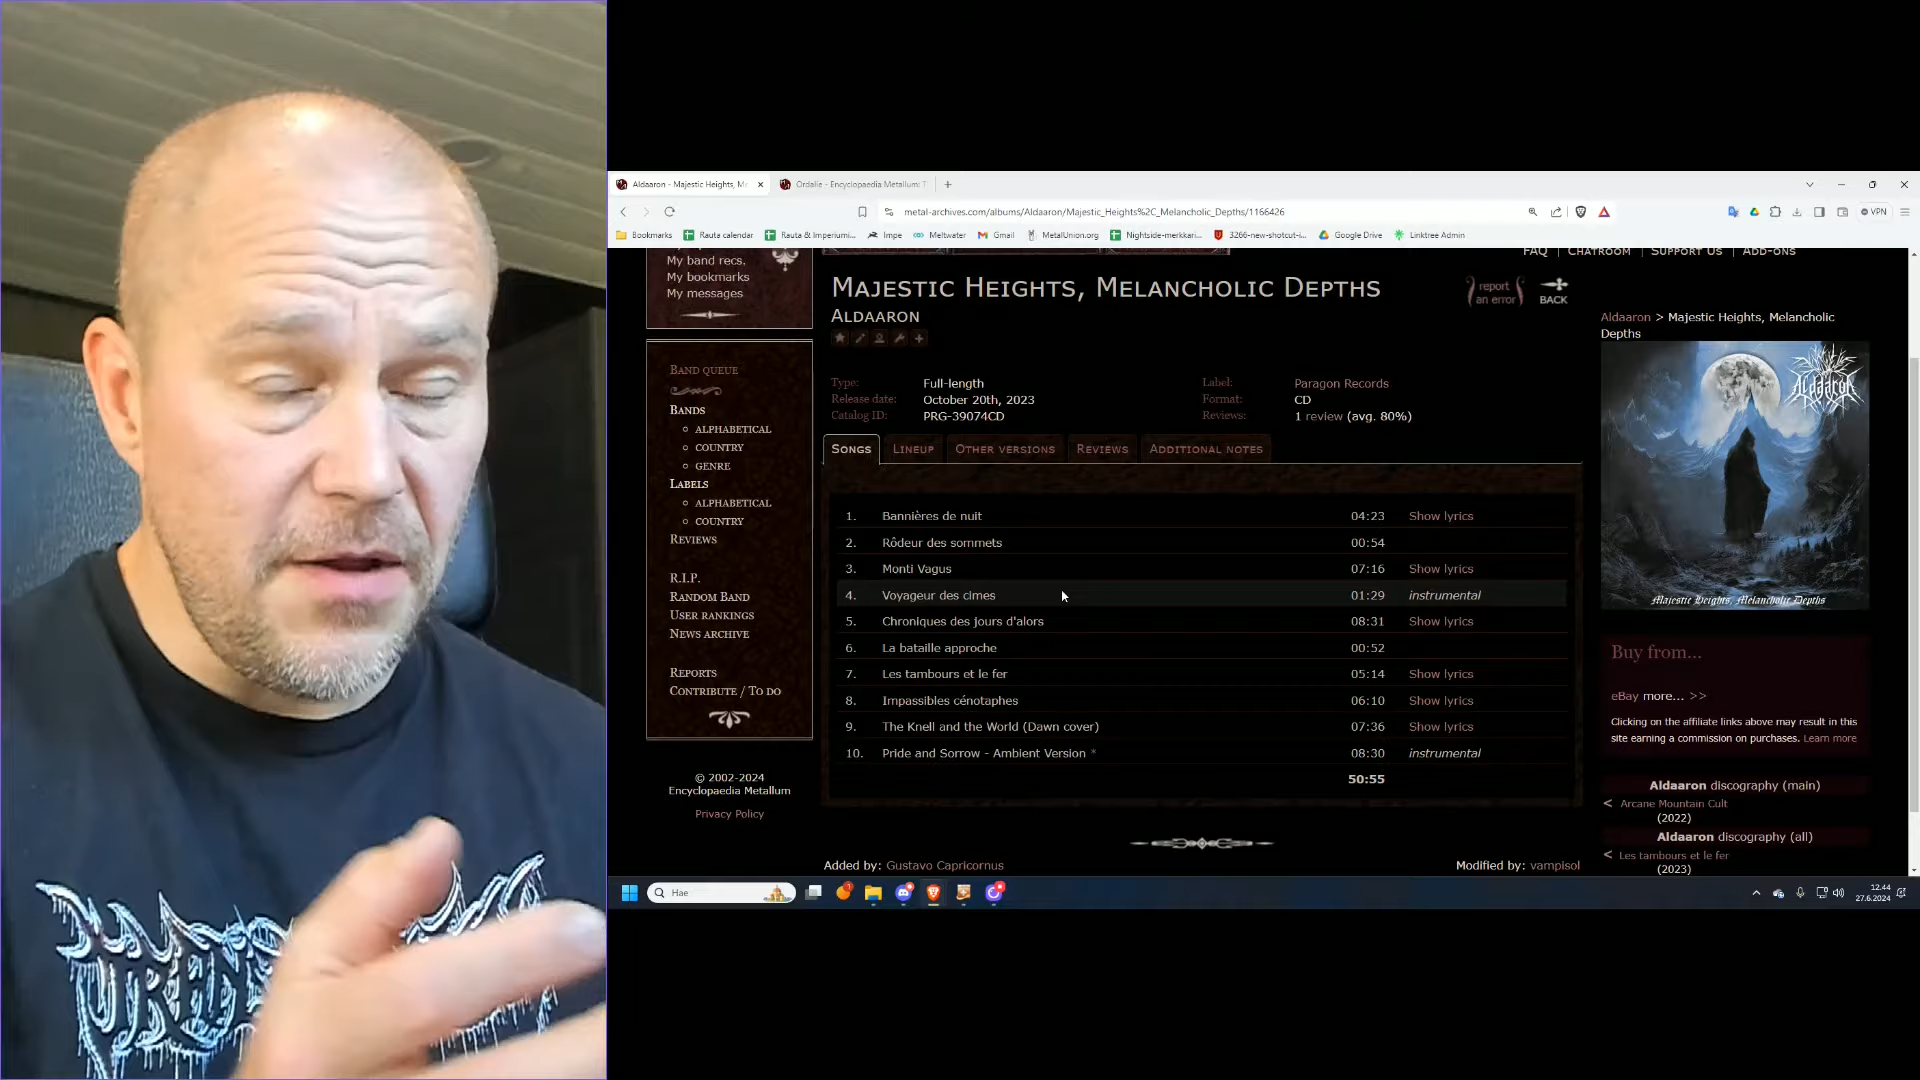 Aldaaron - Majestic Heights, Me
Ordalie - Encyclopaedia Metallum: T
metal-archives.com/albums/Aldaaron/Majestic_Heights%2C_Melancholic_Depths/1166426
VPN
Bookmarks
Rauta calendar
Rauta & Imperiumi...
Impe
Meltwater
Gmail
MetalUnion.org
Nightside-merkkari...
3266-new-shotcut-i...
Google Drive
Linktree Admin
My band recs.
My bookmarks
My messages
FAQ
Chatroom
Support Us
Add-ons
Majestic Heights, Melancholic Depths
Aldaaron
report
an error
BACK
Aldaaron > Majestic Heights, Melancholic
Depths
Band queue
Bands
Alphabetical
Country
Genre
Labels
Alphabetical
Country
Reviews
R.I.P.
Random Band
User rankings
News archive
Reports
Contribute / To do
© 2002-2024
Encyclopaedia Metallum
Privacy Policy
Type: Full-length
Release date: October 20th, 2023
Catalog ID: PRG-39074CD
Label: Paragon Records
Format: CD
Reviews: 1 review (avg. 80%)
Songs
Lineup
Other versions
Reviews
Additional notes
1. Bannières de nuit 04:23 Show lyrics
2. Rôdeur des sommets 00:54
3. Monti Vagus 07:16 Show lyrics
4. Voyageur des cimes 01:29 instrumental
5. Chroniques des jours d'alors 08:31 Show lyrics
6. La bataille approche 00:52
7. Les tambours et le fer 05:14 Show lyrics
8. Impassibles cénotaphes 06:10 Show lyrics
9. The Knell and the World (Dawn cover) 07:36 Show lyrics
10. Pride and Sorrow - Ambient Version * 08:30 instrumental
50:55
Added by: Gustavo Capricornus
Modified by: vampisol
Aldaaron
Majestic Heights, Melancholic Depths
Buy from...
eBay more... >>
Clicking on the affiliate links above may result in this
site earning a commission on purchases. Learn more
Aldaaron discography (main)
< Arcane Mountain Cult
(2022)
Aldaaron discography (all)
< Les tambours et le fer
(2023)
Hae
12.44
27.6.2024